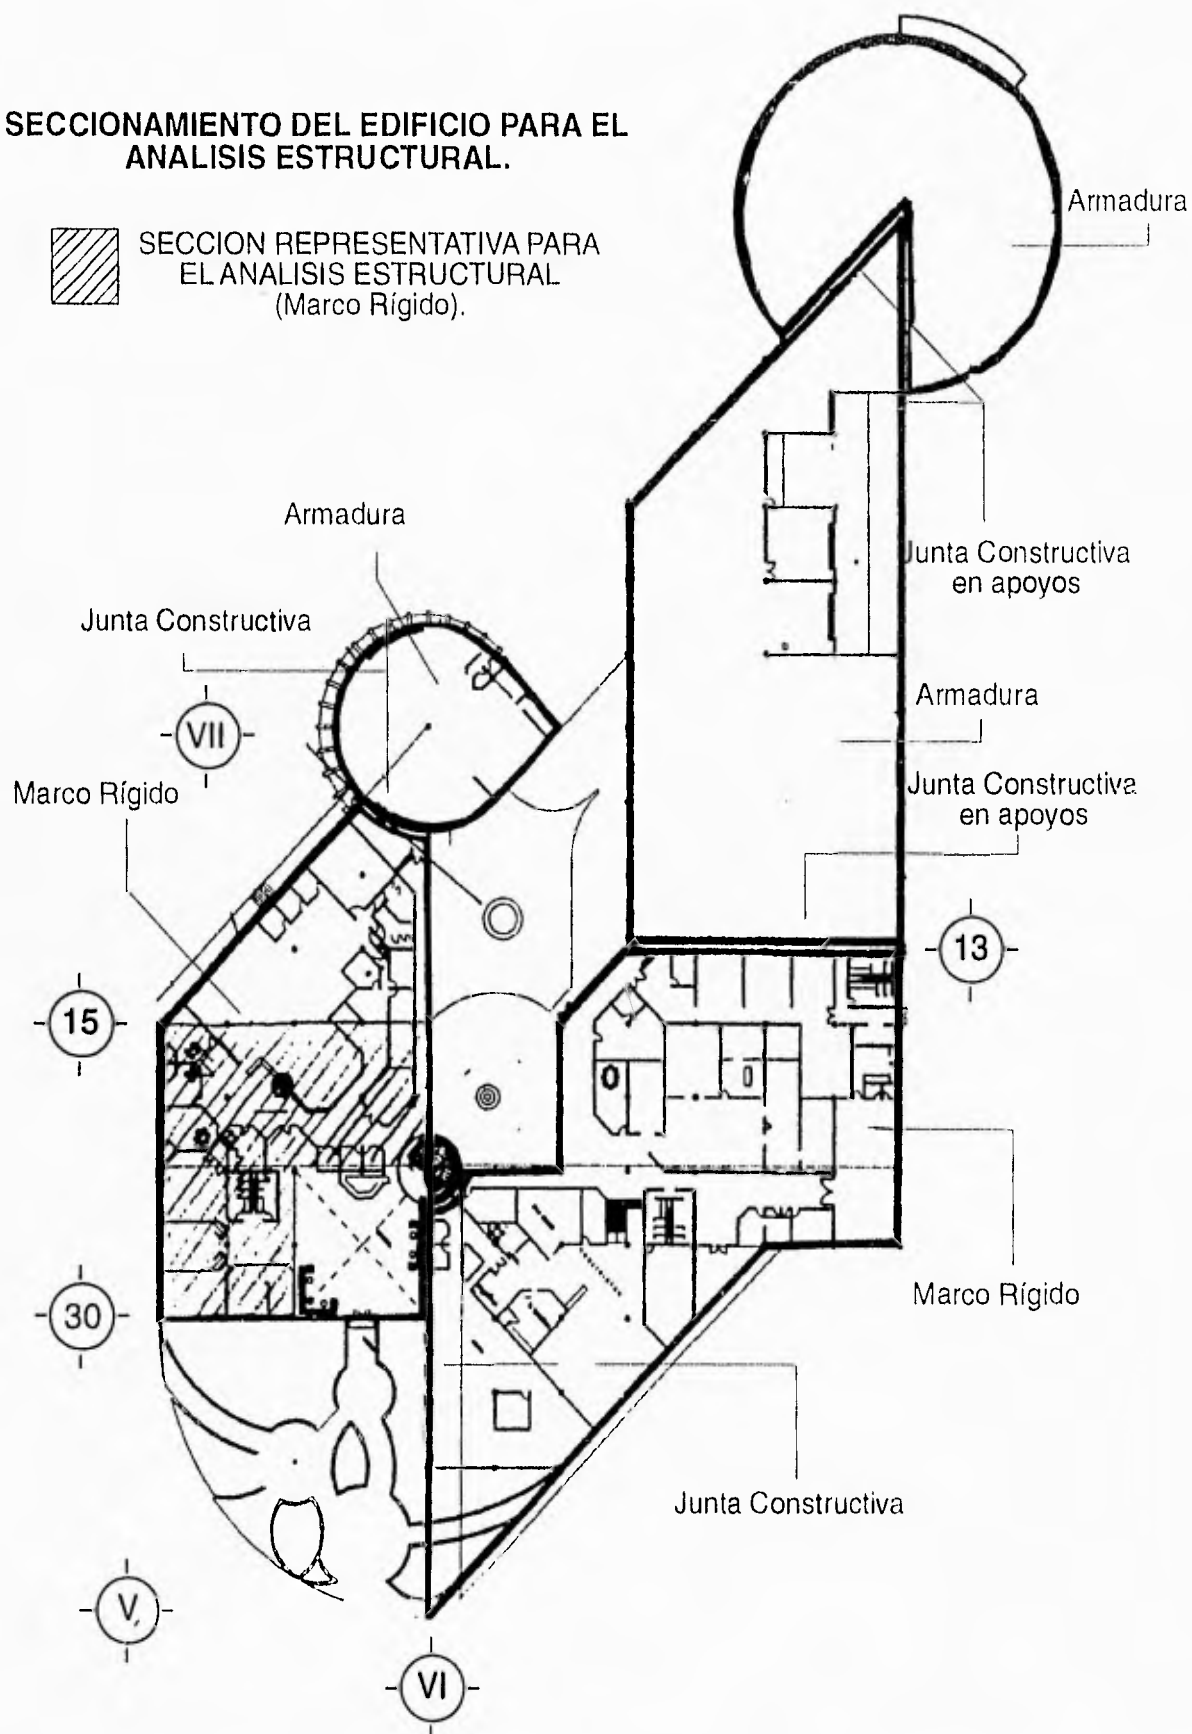 SECCIONAMIENTO DEL EDIFICIO PARA EL
ANALISIS ESTRUCTURAL.
SECCION REPRESENTATIVA PARA
EL ANALISIS ESTRUCTURAL
(Marco Rígido).
Armadura
Junta Constructiva
en apoyos
Armadura
Junta Constructiva
VII
Marco Rígido
Armadura
Junta Constructiva
en apoyos
13
15
30
Marco Rígido
Junta Constructiva
V
VI